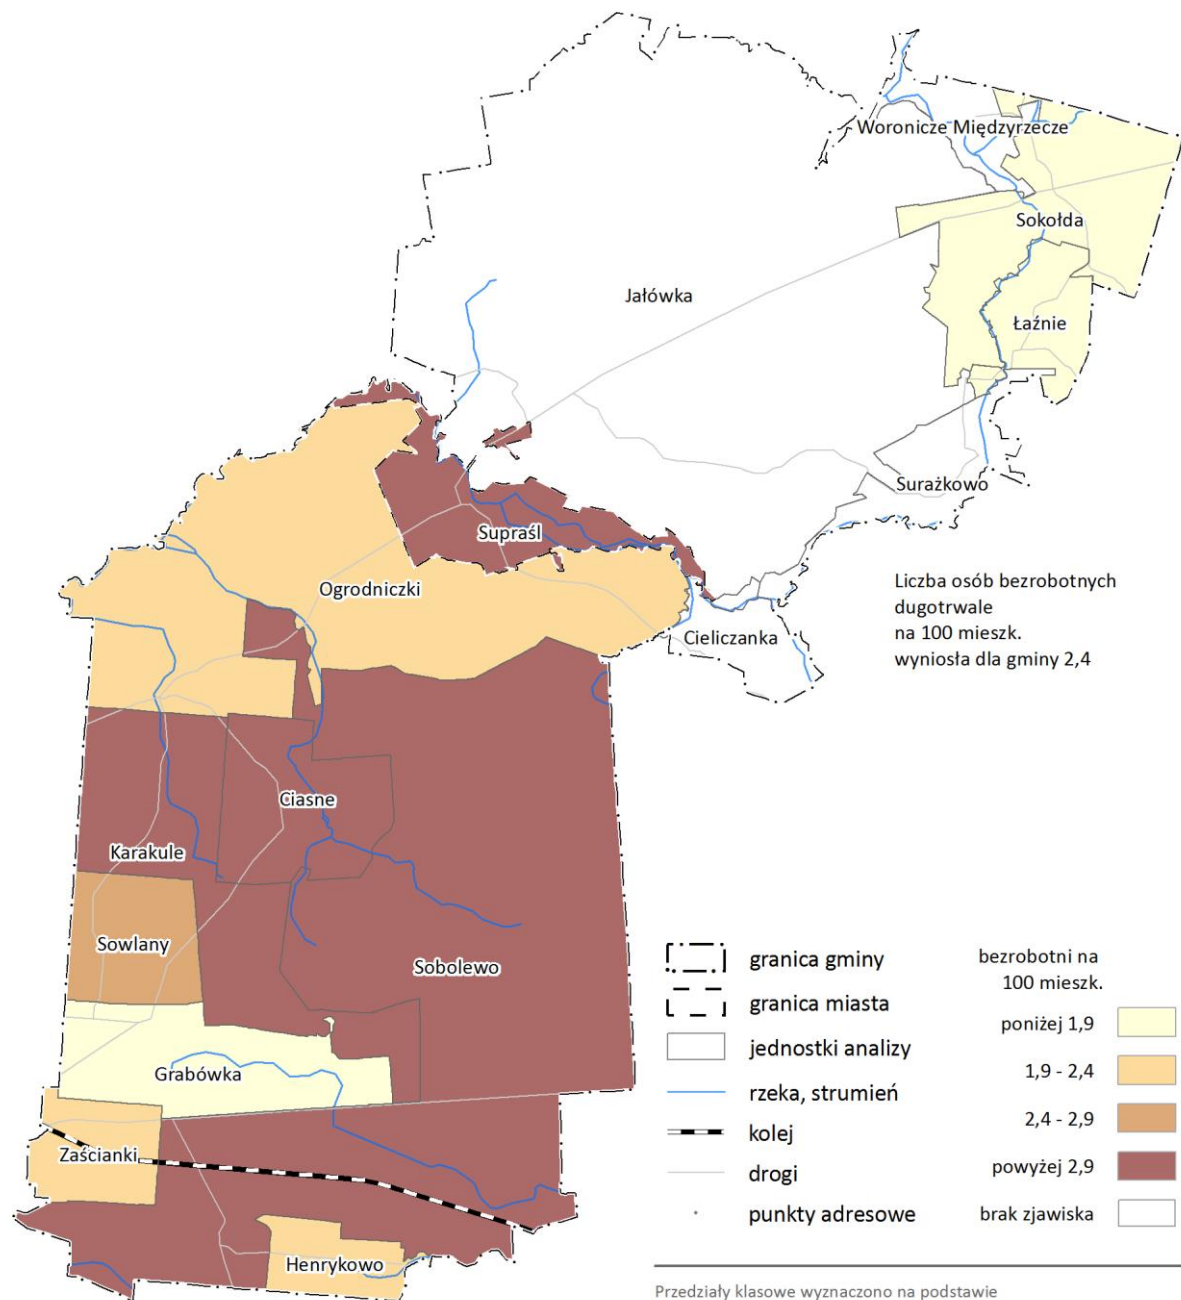 Woronicze Międzyrzecze
Sokołda
Jałówka
Łaźnie
Surażkowo
Supraśl
Ogrodniczki
Cieliczanka
Liczba osób bezrobotnych
dugotrwale
na 100 mieszk.
wyniosła dla gminy 2,4
Ciasne
Karakule
Sowlany
Sobolewo
Grabówka
Zaścianki
Henrykowo
granica gminy
granica miasta
jednostki analizy
rzeka, strumień
kolej
drogi
punkty adresowe
bezrobotni na
100 mieszk.
poniżej 1,9
1,9 - 2,4
2,4 - 2,9
powyżej 2,9
brak zjawiska
Przedziały klasowe wyznaczono na podstawie